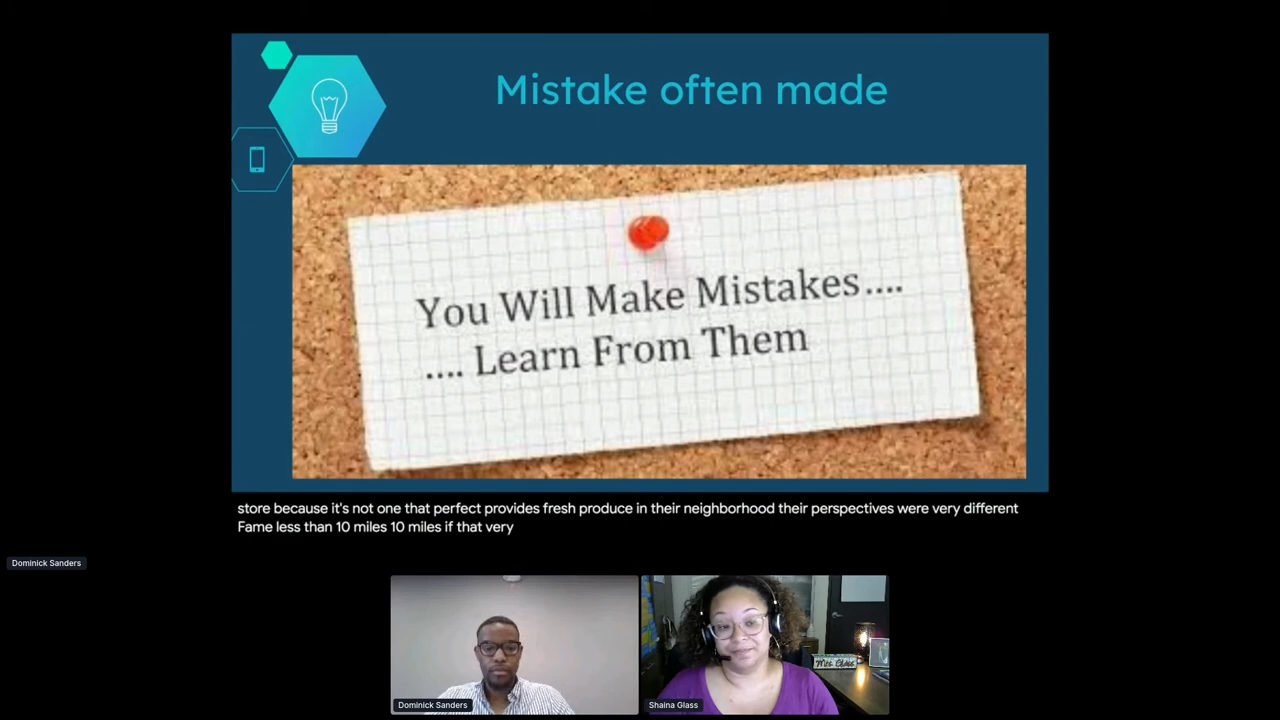 Mistake often made
You Will Make Mistakes....
.... Learn From Them
store because it's not one that perfect provides fresh produce in their neighborhood their perspectives were very different
Fame less than 10 miles 10 miles if that very
Dominick Sanders
Dominick Sanders
Shaina Glass
Mrs. Glass